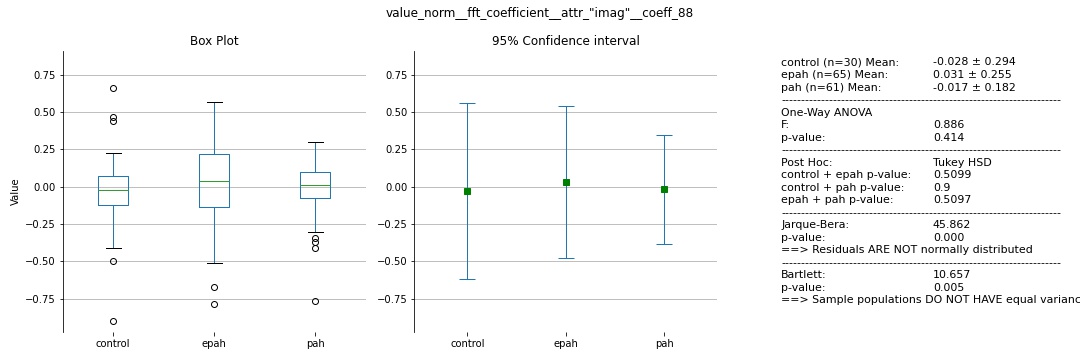 value_norm__fft_coefficient__attr_"imag"__coeff_88
Box Plot
Value
0.75
0.50
0.25
0.00
−0.25
−0.50
−0.75
control
epah
pah
95% Confidence interval
0.75
0.50
0.25
0.00
−0.25
−0.50
−0.75
control
epah
pah
control (n=30) Mean: -0.028 ± 0.294
epah (n=65) Mean: 0.031 ± 0.255
pah (n=61) Mean: -0.017 ± 0.182
One-Way ANOVA
F: 0.886
p-value: 0.414
Post Hoc: Tukey HSD
control + epah p-value: 0.5099
control + pah p-value: 0.9
epah + pah p-value: 0.5097
Jarque-Bera: 45.862
p-value: 0.000
==> Residuals ARE NOT normally distributed
Bartlett: 10.657
p-value: 0.005
==> Sample populations DO NOT HAVE equal varianc